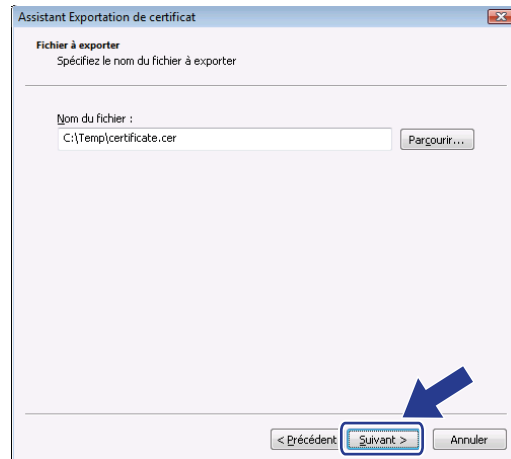 Assistant Exportation de certificat
Fichier à exporter
Spécifiez le nom du fichier à exporter
Nom du fichier :
C:\Temp\certificate.cer
Parcourir...
< Précédent
Suivant >
Annuler